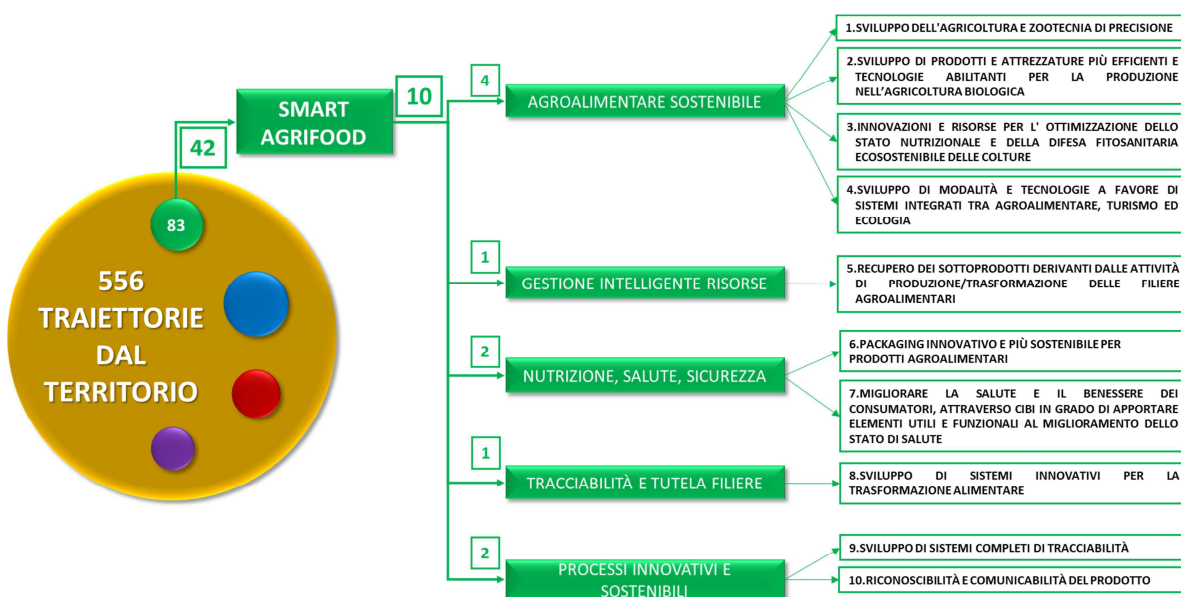 556
TRAIETTORIE
DAL
TERRITORIO
83
42
SMART
AGRIFOOD
10
4
AGROALIMENTARE SOSTENIBILE
1.SVILUPPO DELL'AGRICOLTURA E ZOOTECNIA DI PRECISIONE
2.SVILUPPO DI PRODOTTI E ATTREZZATURE PIÙ EFFICIENTI E
TECNOLOGIE ABILITANTI PER LA PRODUZIONE
NELL'AGRICOLTURA BIOLOGICA
3.INNOVAZIONI E RISORSE PER L' OTTIMIZZAZIONE DELLO
STATO NUTRIZIONALE E DELLA DIFESA FITOSANITARIA
ECOSOSTENIBILE DELLE COLTURE
4.SVILUPPO DI MODALITÀ E TECNOLOGIE A FAVORE DI
SISTEMI INTEGRATI TRA AGROALIMENTARE, TURISMO ED
ECOLOGIA
1
GESTIONE INTELLIGENTE RISORSE
5.RECUPERO DEI SOTTOPRODOTTI DERIVANTI DALLE ATTIVITÀ
DI PRODUZIONE/TRASFORMAZIONE DELLE FILIERE
AGROALIMENTARI
2
NUTRIZIONE, SALUTE, SICUREZZA
6.PACKAGING INNOVATIVO E PIÙ SOSTENIBILE PER
PRODOTTI AGROALIMENTARI
7.MIGLIORARE LA SALUTE E IL BENESSERE DEI
CONSUMATORI, ATTRAVERSO CIBI IN GRADO DI APPORTARE
ELEMENTI UTILI E FUNZIONALI AL MIGLIORAMENTO DELLO
STATO DI SALUTE
1
TRACCIABILITÀ E TUTELA FILIERE
8.SVILUPPO DI SISTEMI INNOVATIVI PER LA
TRASFORMAZIONE ALIMENTARE
2
PROCESSI INNOVATIVI E
SOSTENIBILI
9.SVILUPPO DI SISTEMI COMPLETI DI TRACCIABILITÀ
10.RICONOSCIBILITÀ E COMUNICABILITÀ DEL PRODOTTO